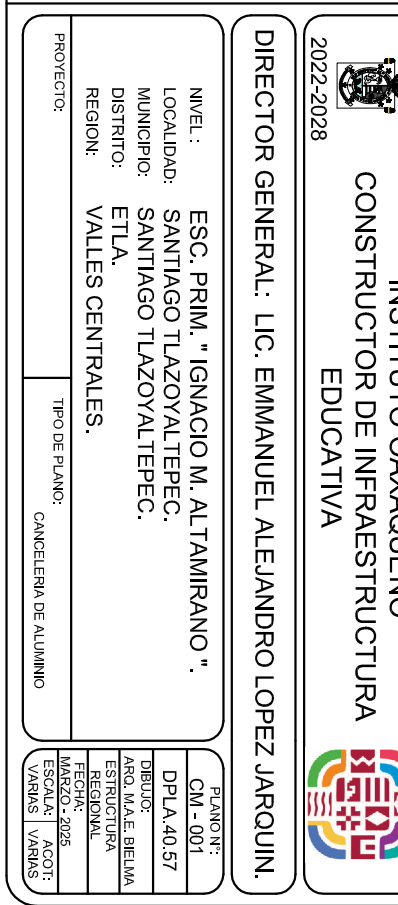 INSTITUTO OAXAQUEÑO
CONSTRUCTOR DE INFRAESTRUCTURA
EDUCATIVA
2022-2028
DIRECTOR GENERAL: LIC. EMMANUEL ALEJANDRO LOPEZ JARQUIN.
NIVEL : ESC. PRIM. " IGNACIO M. ALTAMIRANO ".
LOCALIDAD: SANTIAGO TLAZOYALTEPEC.
MUNICIPIO: SANTIAGO TLAZOYALTEPEC.
DISTRITO: ETLA.
REGION: VALLES CENTRALES.
PROYECTO:
TIPO DE PLANO:
CANCELERIA DE ALUMINIO
PLANO N°:
CM - 001
DPLA-40.57
DIBUJO:
ARQ. M.A.E. BIELMA
ESTRUCTURA
REGIONAL
FECHA:
MARZO - 2025
ESCALA: ACOT:
VARIAS VARIAS